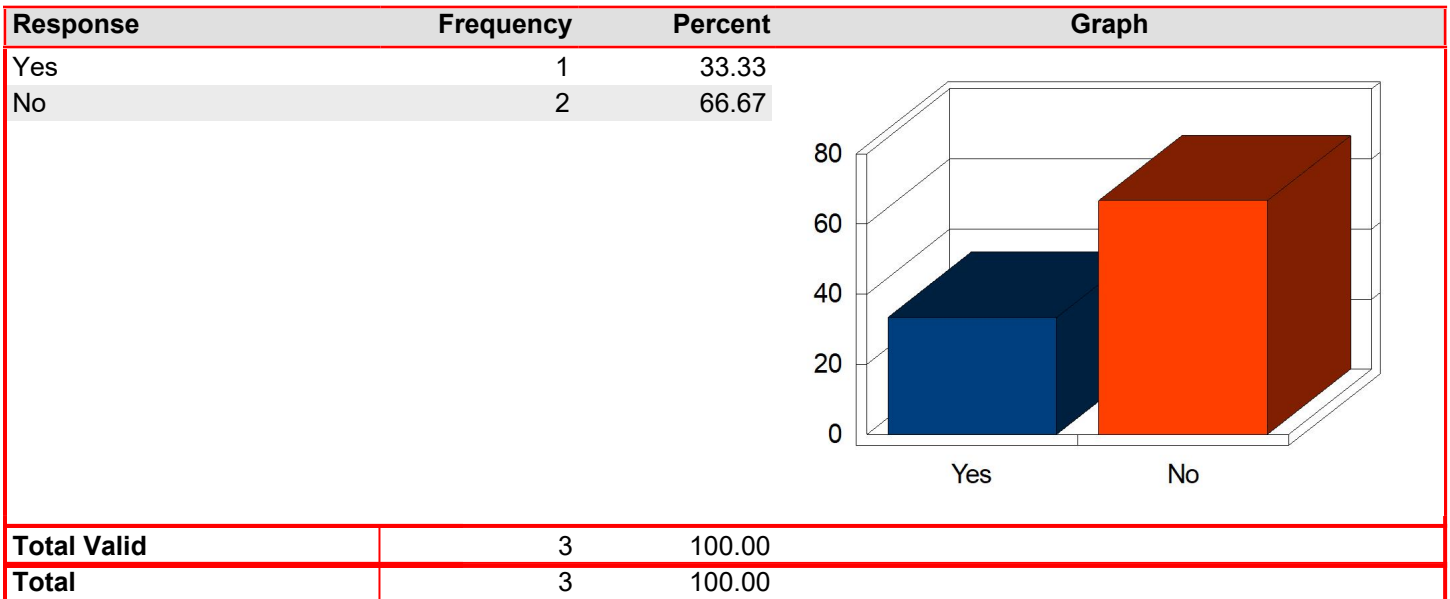 Response Frequency Percent Graph
Yes 1 33.33
No 2 66.67
80
60
40
20
0
Yes No
Total Valid 3 100.00
Total 3 100.00